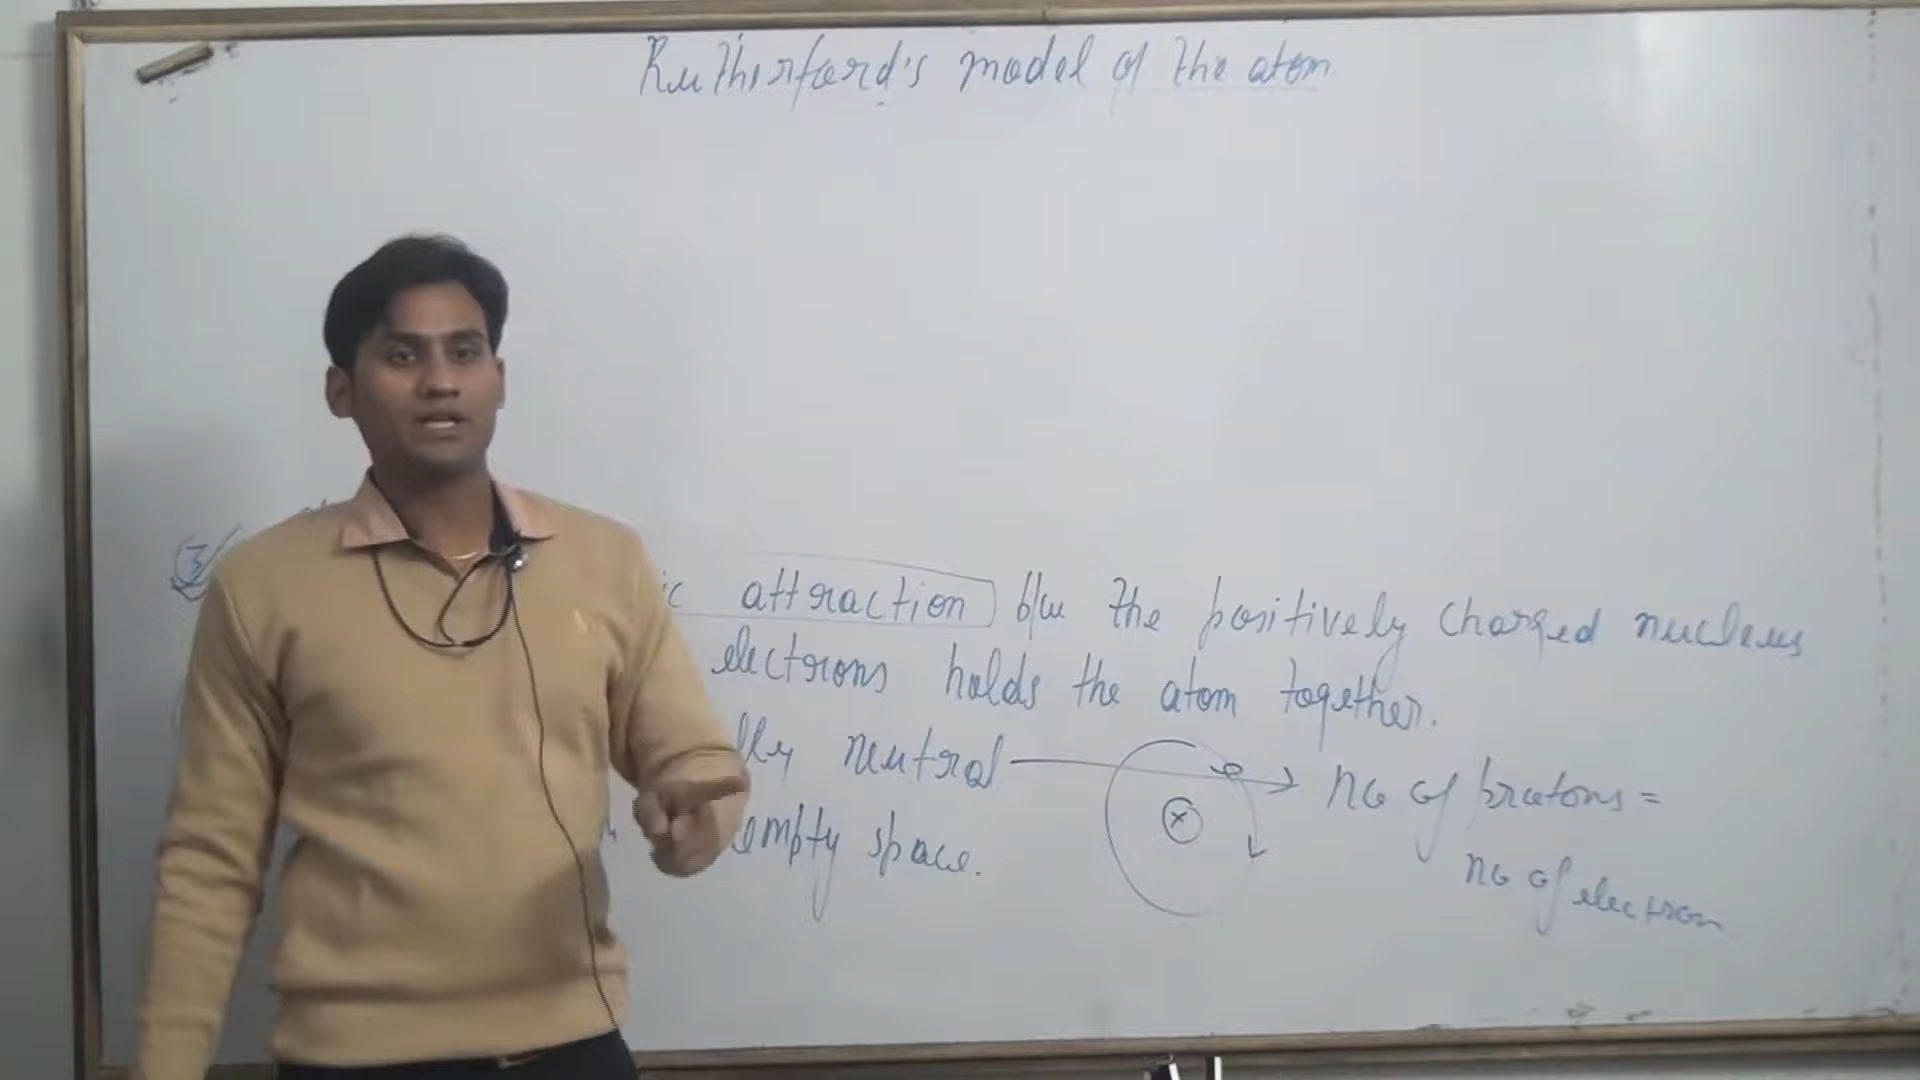 Rutherford's model of the atom
3
ic attraction b/w the positively charged nucleus
electrons holds the atom together.
lly neutral → no of protons =
no of electron
empty space.